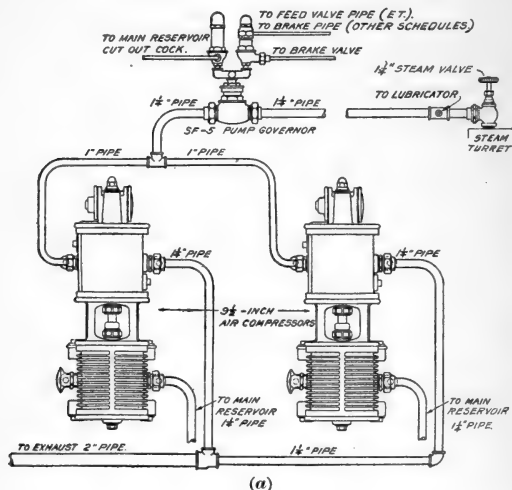 TO FEED VALVE PIPE (E.T.).
TO BRAKE PIPE (OTHER SCHEDULES)
TO MAIN RESERVOIR
CUT OUT COCK.
TO BRAKE VALVE
1¼" STEAM VALVE
TO LUBRICATOR
STEAM
TURRET
1¼" PIPE
1¼" PIPE
SF-5 PUMP GOVERNOR
1" PIPE
1" PIPE
1¼" PIPE
1¼" PIPE
9½-INCH
AIR COMPRESSORS
TO MAIN
RESERVOIR
1¼" PIPE
TO MAIN
RESERVOIR
1¼" PIPE
TO EXHAUST 2" PIPE.
1¼" PIPE
(a)